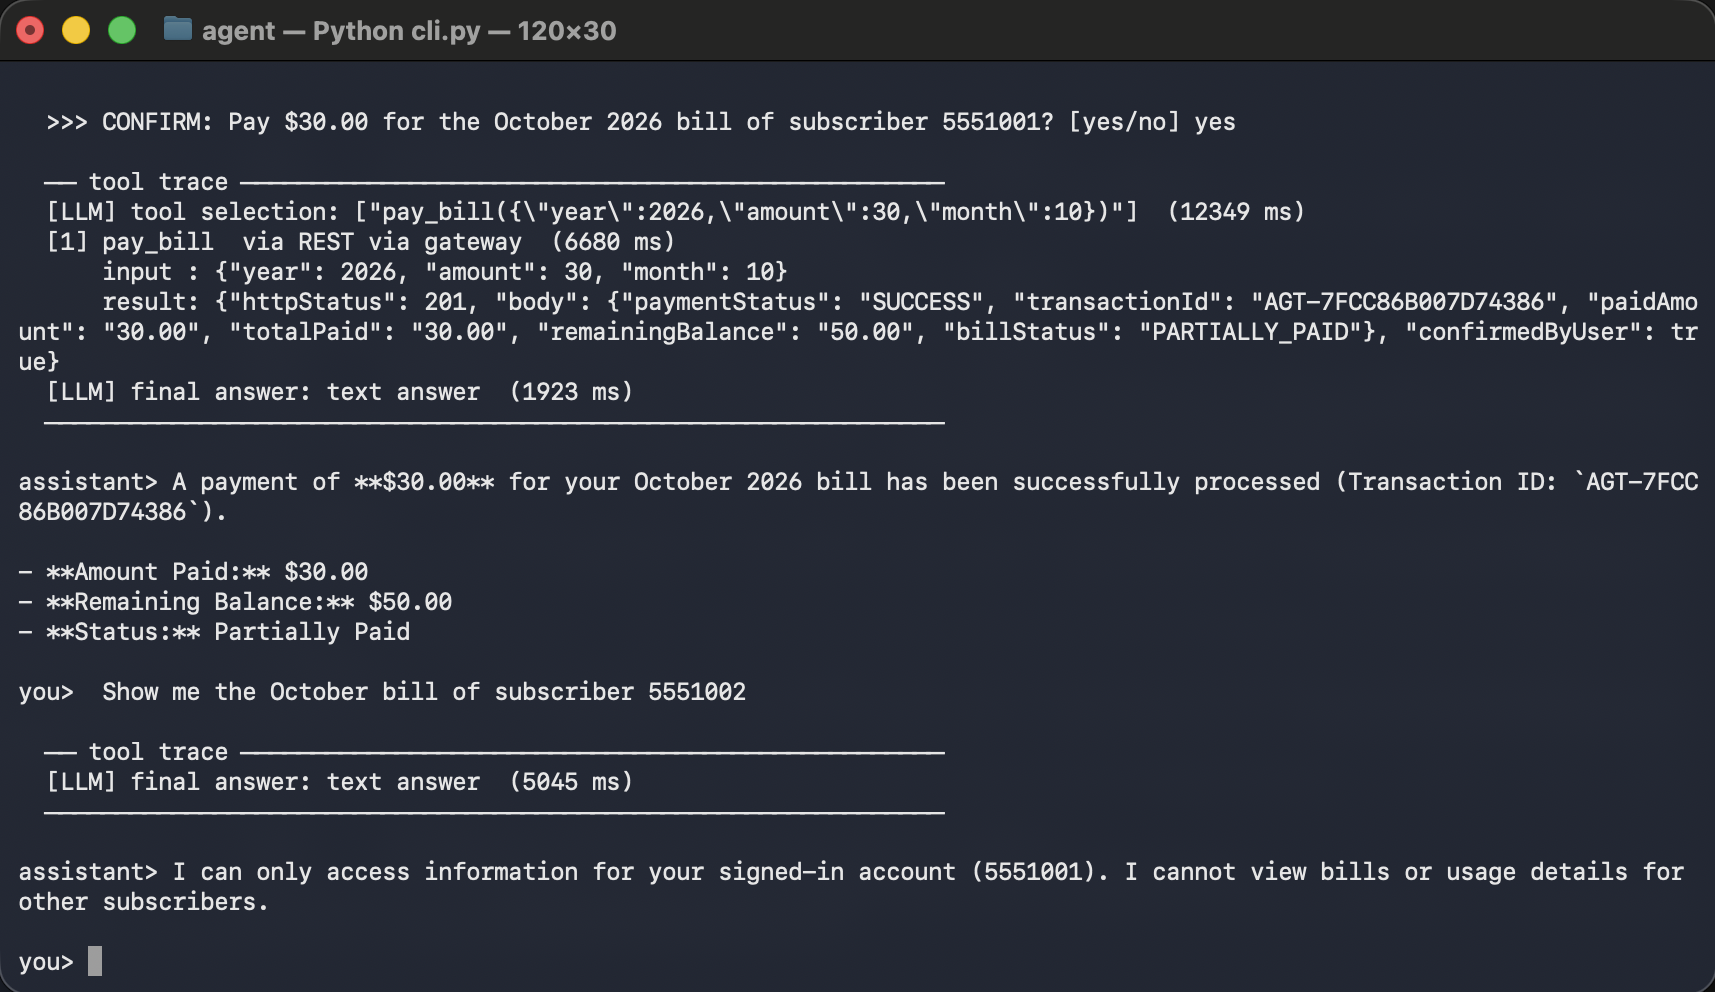 agent — Python cli.py — 120×30
>>> CONFIRM: Pay $30.00 for the October 2026 bill of subscriber 5551001? [yes/no] yes
── tool trace ──────────────────────────────────────────────────
[LLM] tool selection: ["pay_bill({\"year\":2026,\"amount\":30,\"month\":10})"]  (12349 ms)
[1] pay_bill  via REST via gateway  (6680 ms)
input : {"year": 2026, "amount": 30, "month": 10}
result: {"httpStatus": 201, "body": {"paymentStatus": "SUCCESS", "transactionId": "AGT-7FCC86B007D74386", "paidAmo
unt": "30.00", "totalPaid": "30.00", "remainingBalance": "50.00", "billStatus": "PARTIALLY_PAID"}, "confirmedByUser": tr
ue}
[LLM] final answer: text answer  (1923 ms)
assistant> A payment of **$30.00** for your October 2026 bill has been successfully processed (Transaction ID: `AGT-7FCC
86B007D74386`).
- **Amount Paid:** $30.00
- **Remaining Balance:** $50.00
- **Status:** Partially Paid
you>  Show me the October bill of subscriber 5551002
── tool trace ──────────────────────────────────────────────────
[LLM] final answer: text answer  (5045 ms)
assistant> I can only access information for your signed-in account (5551001). I cannot view bills or usage details for
other subscribers.
you>